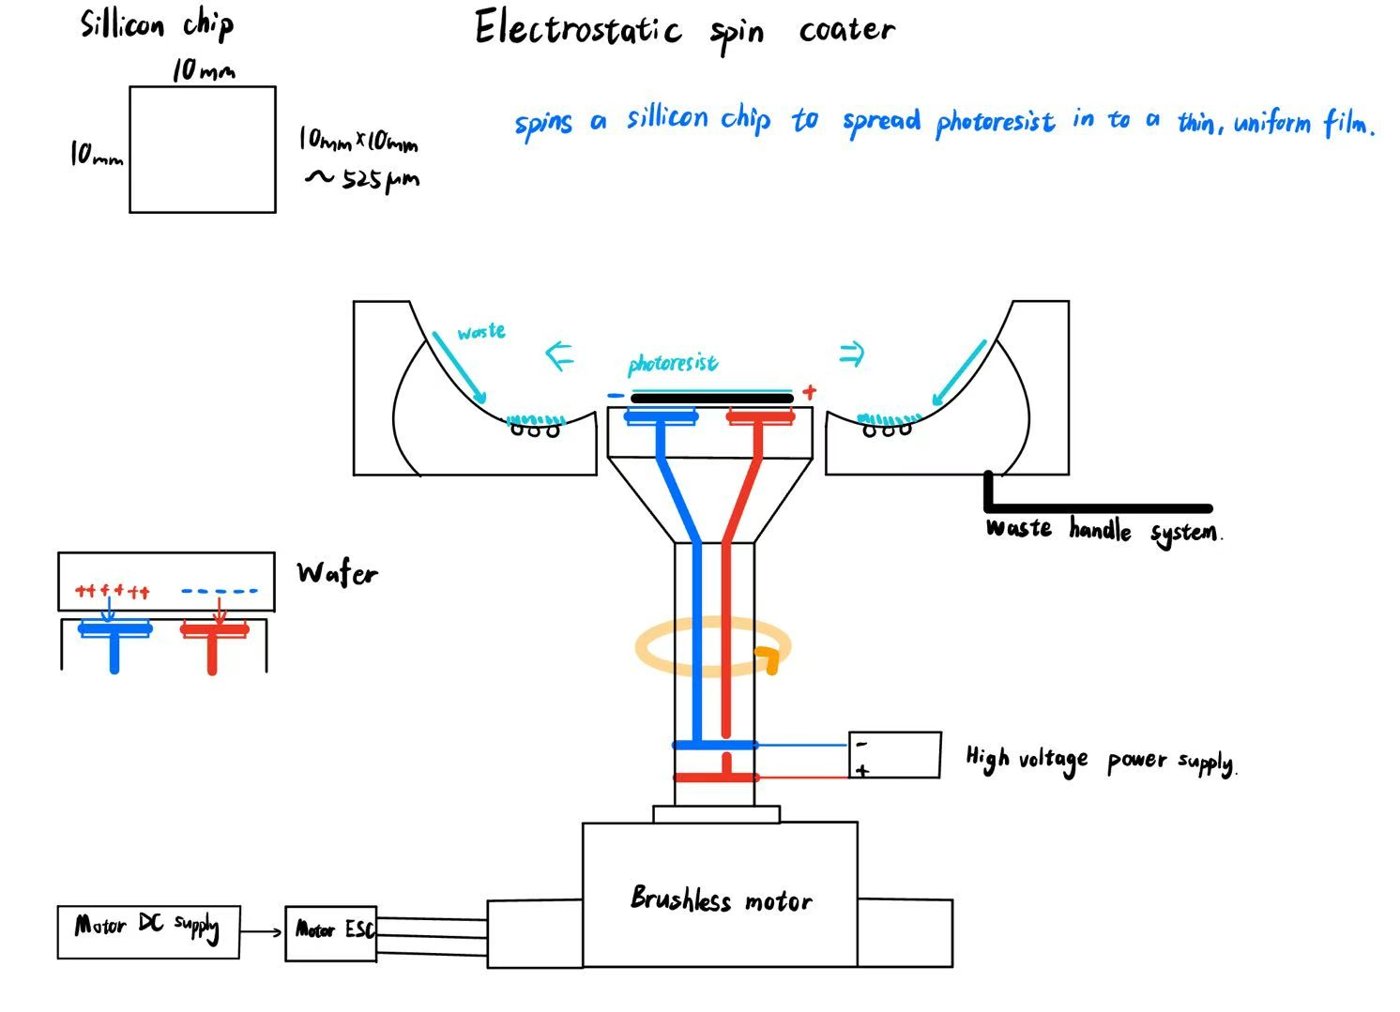 Sillicon chip
Electrostatic spin coater
10mm
spins a sillicon chip to spread photoresist in to a thin, uniform film.
10mm
10mm×10mm
~ 525μm
waste
photoresist
- +
waste handle system.
Wafer
++++++ -----
-
+
High voltage power supply.
Brushless motor
Motor DC supply
Motor ESC